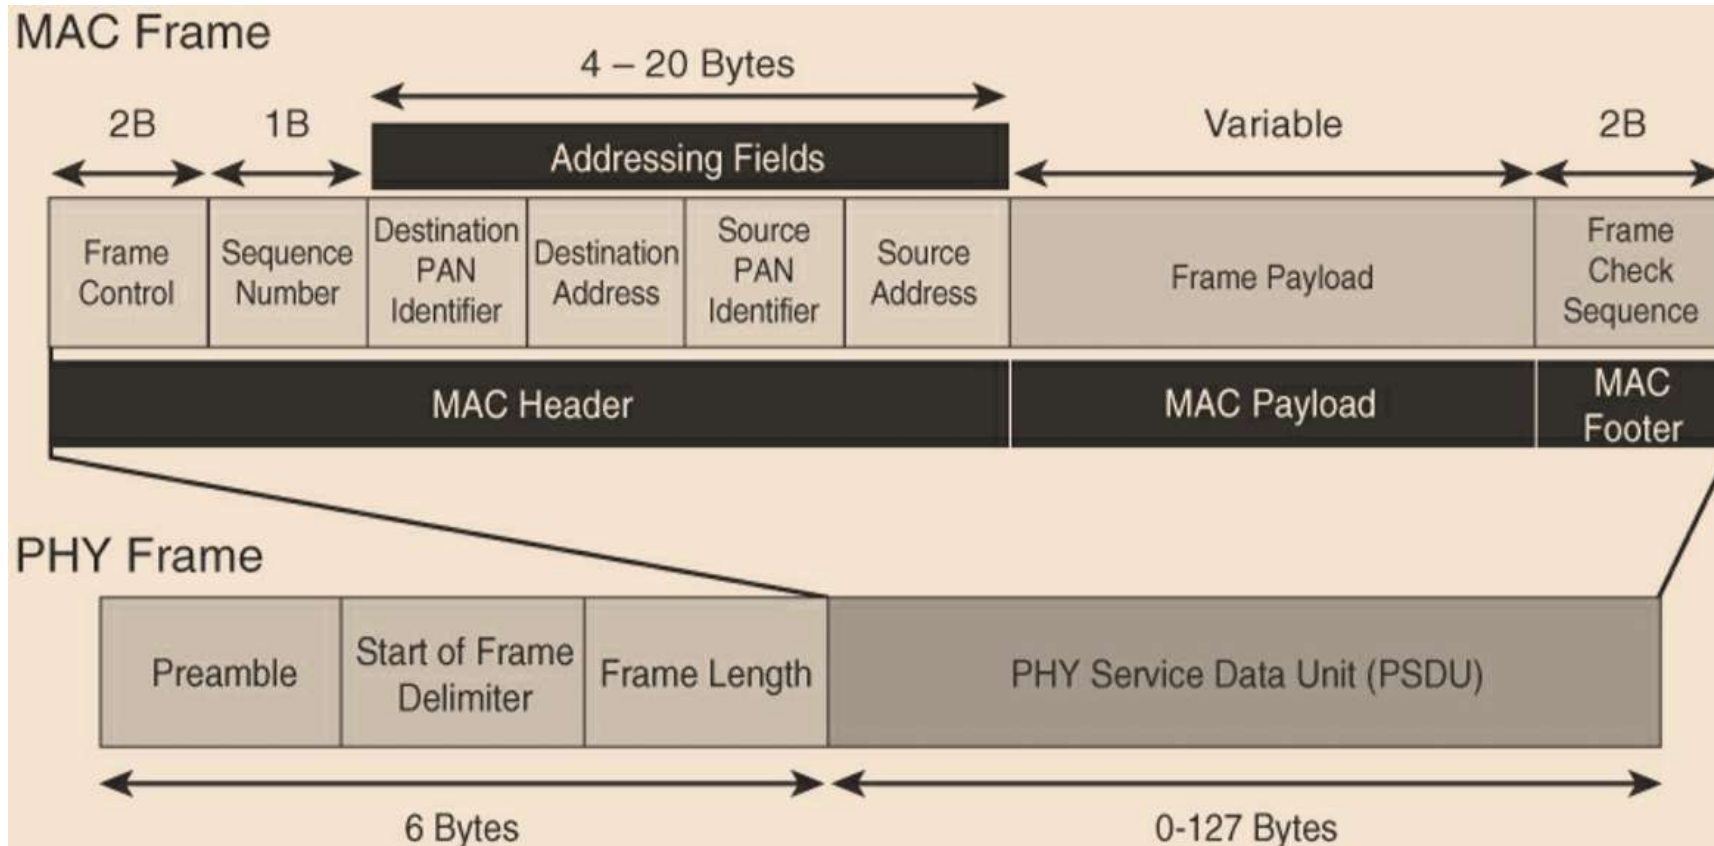 MAC Frame
4 – 20 Bytes
2B
1B
Variable
2B
Addressing Fields
Frame
Control
Sequence
Number
Destination
PAN
Identifier
Destination
Address
Source
PAN
Identifier
Source
Address
Frame Payload
Frame
Check
Sequence
MAC Header
MAC Payload
MAC
Footer
PHY Frame
Preamble
Start of Frame
Delimiter
Frame Length
PHY Service Data Unit (PSDU)
6 Bytes
0-127 Bytes